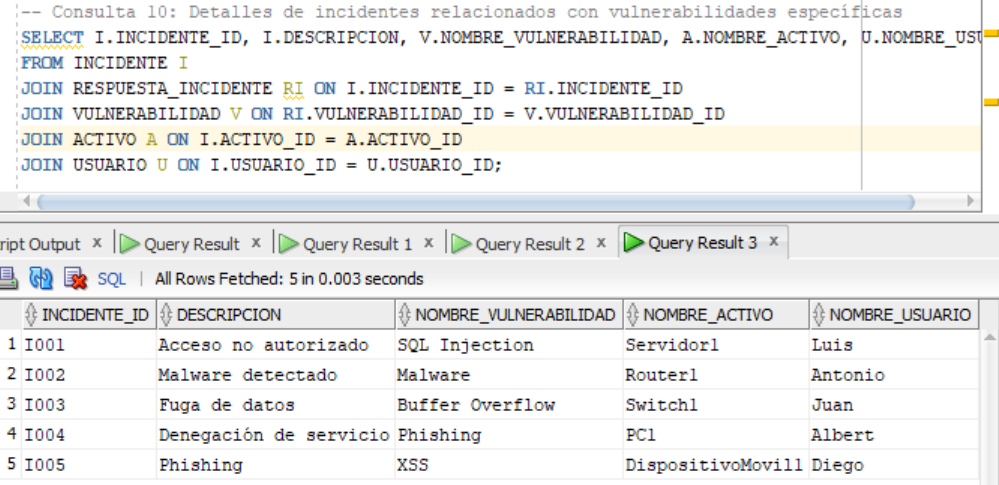 -- Consulta 10: Detalles de incidentes relacionados con vulnerabilidades específicas
SELECT I.INCIDENTE_ID, I.DESCRIPCION, V.NOMBRE_VULNERABILIDAD, A.NOMBRE_ACTIVO, U.NOMBRE_USU
FROM INCIDENTE I
JOIN RESPUESTA_INCIDENTE RI ON I.INCIDENTE_ID = RI.INCIDENTE_ID
JOIN VULNERABILIDAD V ON RI.VULNERABILIDAD_ID = V.VULNERABILIDAD_ID
JOIN ACTIVO A ON I.ACTIVO_ID = A.ACTIVO_ID
JOIN USUARIO U ON I.USUARIO_ID = U.USUARIO_ID;
ript Output x Query Result x Query Result 1 x Query Result 2 x Query Result 3 x
SQL | All Rows Fetched: 5 in 0.003 seconds
INCIDENTE_ID DESCRIPCION NOMBRE_VULNERABILIDAD NOMBRE_ACTIVO NOMBRE_USUARIO
1 I001 Acceso no autorizado SQL Injection Servidor1 Luis
2 I002 Malware detectado Malware Router1 Antonio
3 I003 Fuga de datos Buffer Overflow Switch1 Juan
4 I004 Denegación de servicio Phishing PC1 Albert
5 I005 Phishing XSS DispositivoMovil1 Diego